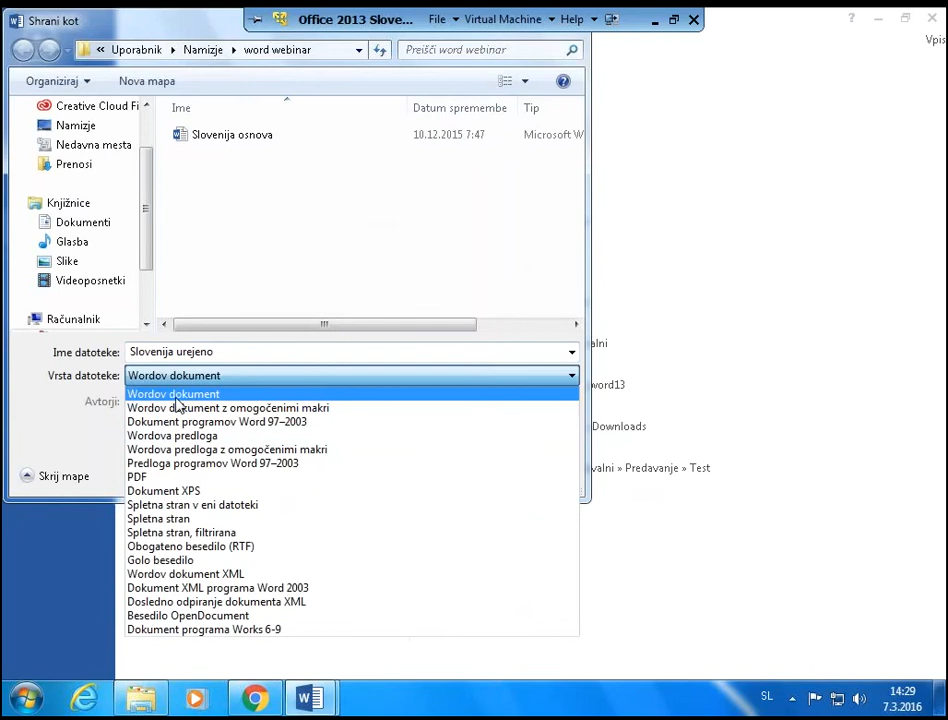 Shrani kot
Office 2013 Slove...
File
Virtual Machine
Help
Vpis
« Uporabnik Namizje word webinar
Preišči word webinar
Organiziraj
Nova mapa
Creative Cloud Fi
Namizje
Nedavna mesta
Prenosi
Knjižnice
Dokumenti
Glasba
Slike
Videoposnetki
Računalnik
Ime
Datum spremembe
Tip
Slovenija osnova
10.12.2015 7:47
Microsoft W
Ime datoteke: Slovenija urejeno
Vrsta datoteke: Wordov dokument
Avtorji:
Skrij mape
Wordov dokument
Wordov dokument z omogočenimi makri
Dokument programov Word 97–2003
Wordova predloga
Wordova predloga z omogočenimi makri
Predloga programov Word 97–2003
PDF
Dokument XPS
Spletna stran v eni datoteki
Spletna stran
Spletna stran, filtrirana
Obogateno besedilo (RTF)
Golo besedilo
Wordov dokument XML
Dokument XML programa Word 2003
Dosledno odpiranje dokumenta XML
Besedilo OpenDocument
Dokument programa Works 6-9
alni
word13
Downloads
valni » Predavanje » Test
SL
14:29
7.3.2016